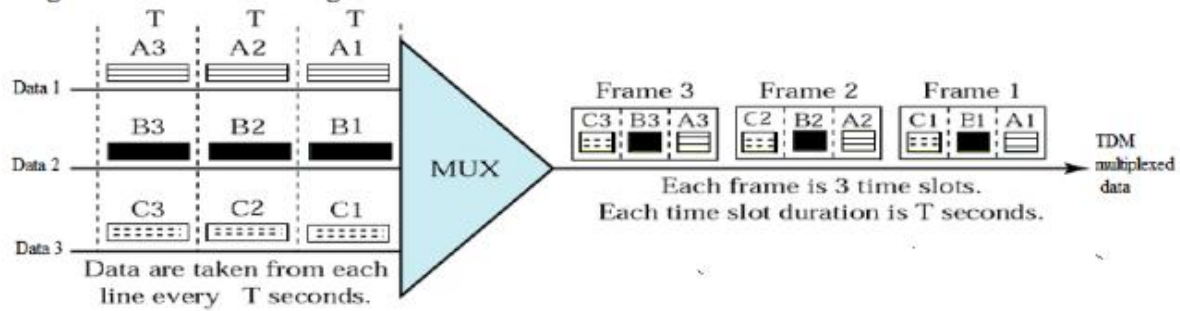 T T T
A3 A2 A1
Data 1
B3 B2 B1
Data 2
C3 C2 C1
Data 3
Data are taken from each
line every T seconds.
MUX
Frame 3 Frame 2 Frame 1
C3 B3 A3 C2 B2 A2 C1 B1 A1
TDM
multiplexed
data
Each frame is 3 time slots.
Each time slot duration is T seconds.